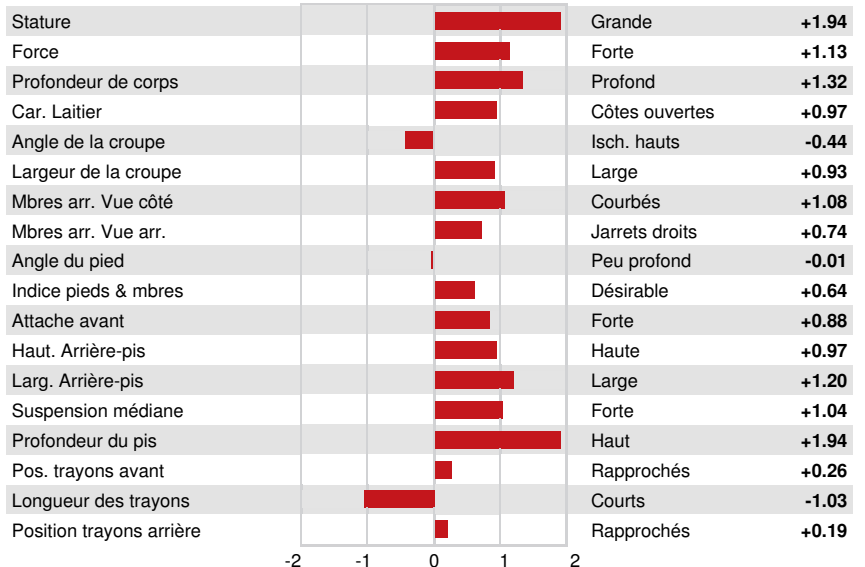 Stature Grande +1.94
Force Forte +1.13
Profondeur de corps Profond +1.32
Car. Laitier Côtes ouvertes +0.97
Angle de la croupe Isch. hauts -0.44
Largeur de la croupe Large +0.93
Mbres arr. Vue côté Courbés +1.08
Mbres arr. Vue arr. Jarrets droits +0.74
Angle du pied Peu profond -0.01
Indice pieds & mbres Désirable +0.64
Attache avant Forte +0.88
Haut. Arrière-pis Haute +0.97
Larg. Arrière-pis Large +1.20
Suspension médiane Forte +1.04
Profondeur du pis Haut +1.94
Pos. trayons avant Rapprochés +0.26
Longueur des trayons Courts -1.03
Position trayons arrière Rapprochés +0.19
-2 -1 0 1 2